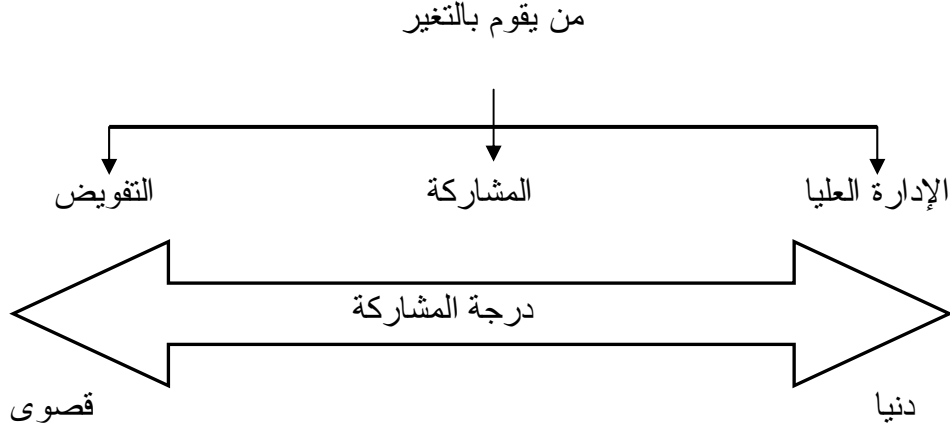 من يقوم بالتغير
الإدارة العليا المشاركة التفويض
درجة المشاركة
دنيا قصوى